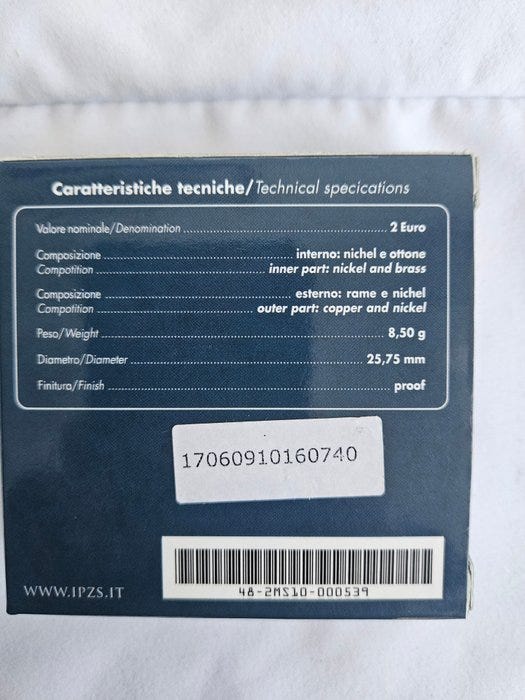 Caratteristiche tecniche/Technical specications
Valore nominale/Denomination 2 Euro
Composizione interno: nichel e ottone
Compotition inner part: nickel and brass
Composizione esterno: rame e nichel
Compotition outer part: copper and nickel
Peso/Weight 8,50 g
Diametro/Diameter 25,75 mm
Finitura/Finish proof
17060910160740
WWW.IPZS.IT
48-2MS10-000539